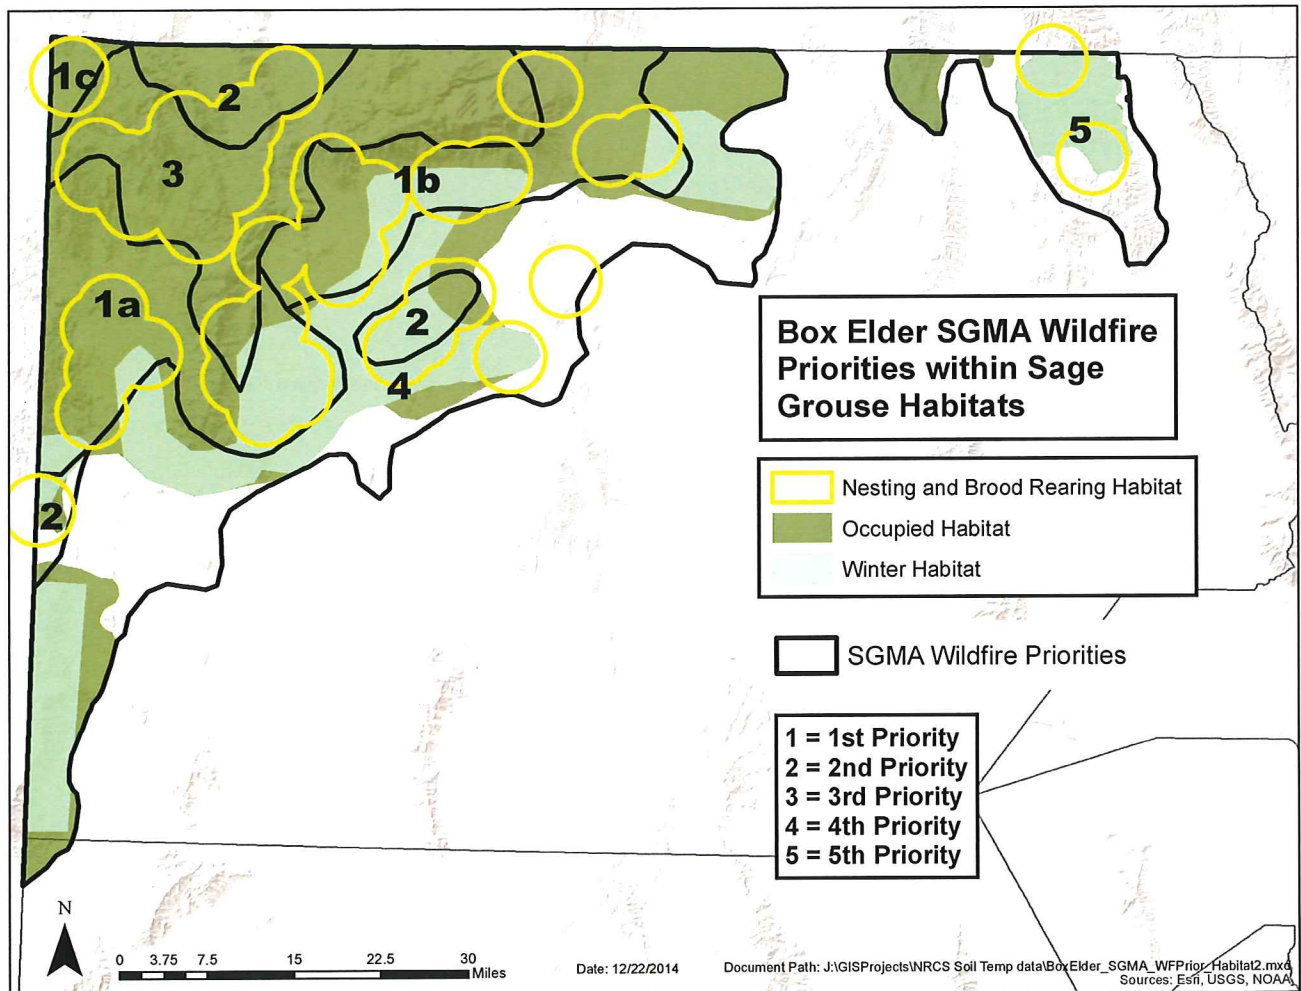 1c
2
3
1b
5
1a
2
4
2
Box Elder SGMA Wildfire
Priorities within Sage
Grouse Habitats
Nesting and Brood Rearing Habitat
Occupied Habitat
Winter Habitat
SGMA Wildfire Priorities
1 = 1st Priority
2 = 2nd Priority
3 = 3rd Priority
4 = 4th Priority
5 = 5th Priority
N
0 3.75 7.5 15 22.5 30
Miles
Date: 12/22/2014
Document Path: J:\GISProjects\NRCS Soil Temp data\BoxElder_SGMA_WFPrior_Habitat2.mxd
Sources: Esri, USGS, NOAA